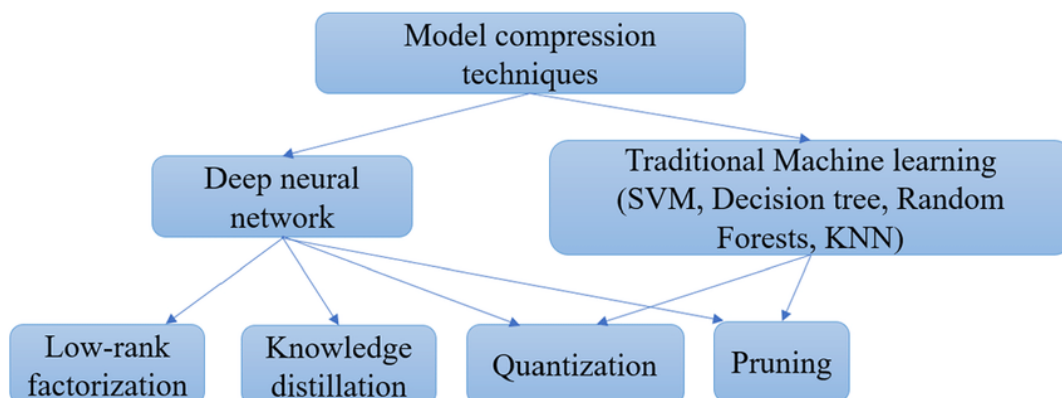 Model compression
techniques
Deep neural
network
Traditional Machine learning
(SVM, Decision tree, Random
Forests, KNN)
Low-rank
factorization
Knowledge
distillation
Quantization
Pruning